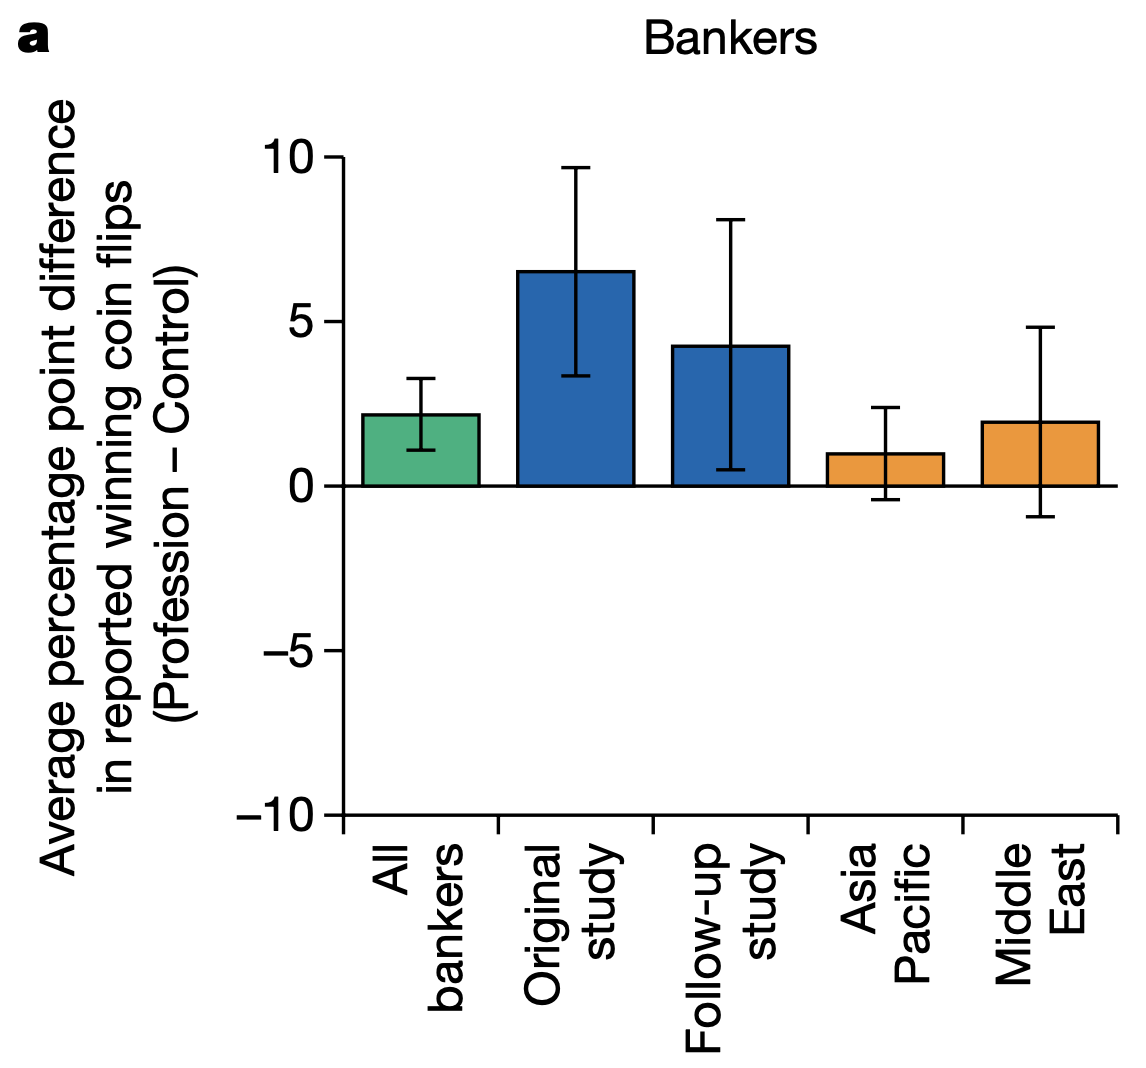 a
Bankers
Average percentage point difference
in reported winning coin flips
(Profession – Control)
10
5
0
–5
–10
All
bankers
Original
study
Follow-up
study
Asia
Pacific
Middle
East